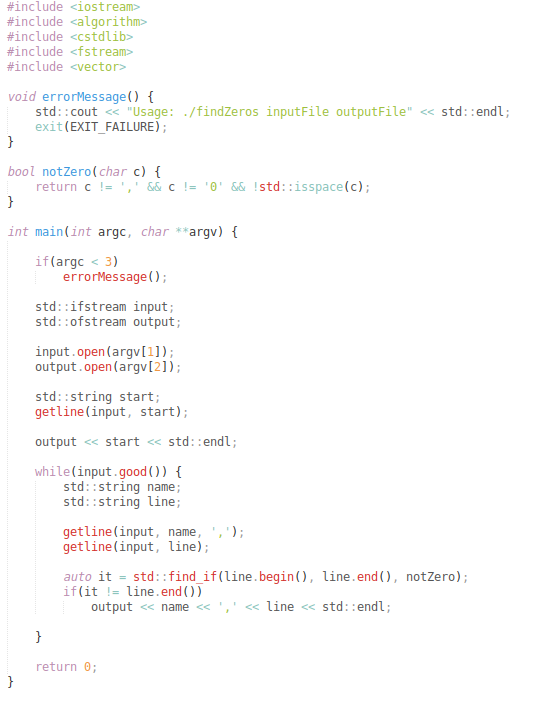 #include <iostream>
#include <algorithm>
#include <cstdlib>
#include <fstream>
#include <vector>

void errorMessage() {
    std::cout << "Usage: ./findZeros inputFile outputFile" << std::endl;
    exit(EXIT_FAILURE);
}

bool notZero(char c) {
    return c != ',' && c != '0' && !std::isspace(c);
}

int main(int argc, char **argv) {

    if(argc < 3)
        errorMessage();

    std::ifstream input;
    std::ofstream output;

    input.open(argv[1]);
    output.open(argv[2]);

    std::string start;
    getline(input, start);

    output << start << std::endl;

    while(input.good()) {
        std::string name;
        std::string line;

        getline(input, name, ',');
        getline(input, line);

        auto it = std::find_if(line.begin(), line.end(), notZero);
        if(it != line.end())
            output << name << ',' << line << std::endl;

    }

    return 0;
}